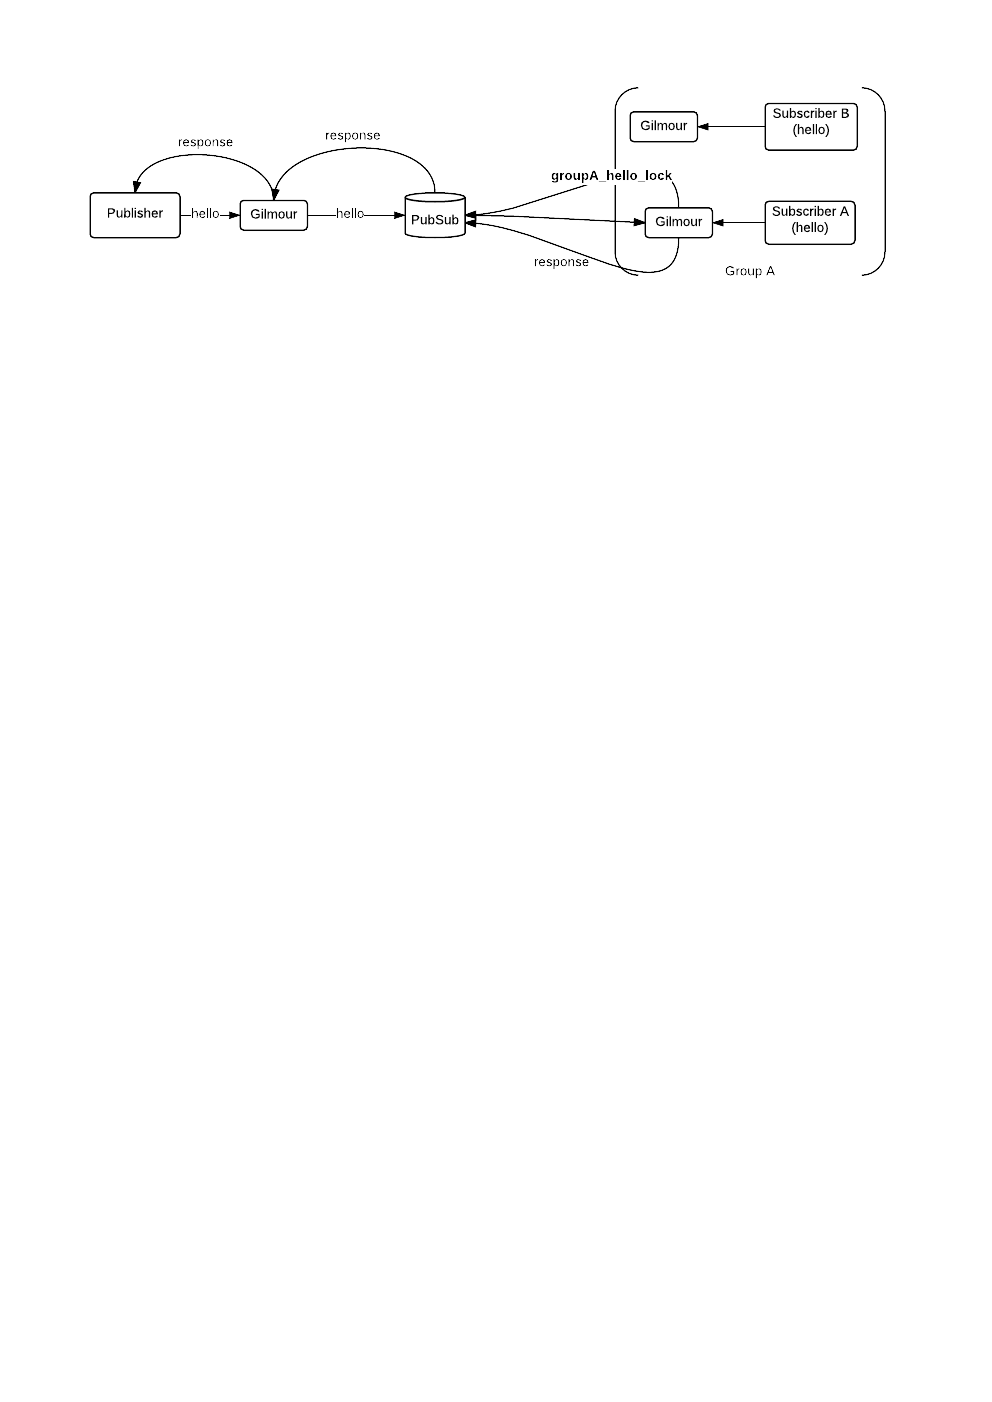 Subscriber B
(hello)
Gilmour
response
response
groupA_hello_lock
Publisher
hello
Gilmour
hello
PubSub
Gilmour
Subscriber A
(hello)
response
Group A